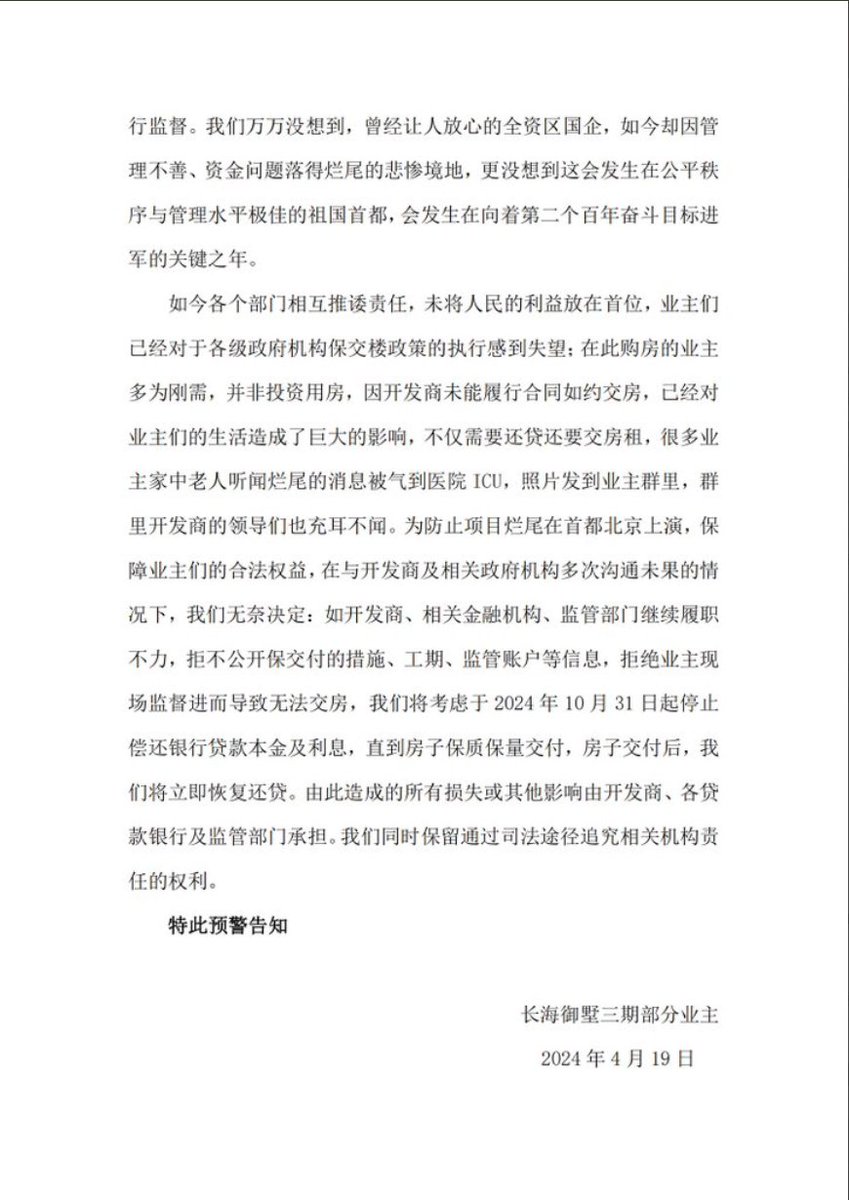 行监督。我们万万没想到，曾经让人放心的全资区国企，如今却因管
理不善、资金问题落得烂尾的悲惨境地，更没想到这会发生在公平秩
序与管理水平极佳的祖国首都，会发生在向着第二个百年奋斗目标进
军的关键之年。
如今各个部门相互推诿责任，未将人民的利益放在首位，业主们
已经对于各级政府机构保交楼政策的执行感到失望；在此购房的业主
多为刚需，并非投资用房，因开发商未能履行合同如约交房，已经对
业主们的生活造成了巨大的影响，不仅需要还贷还要交房租，很多业
主家中老人听闻烂尾的消息被气到医院 ICU，照片发到业主群里，群
里开发商的领导们也充耳不闻。为防止项目烂尾在首都北京上演，保
障业主们的合法权益，在与开发商及相关政府机构多次沟通未果的情
况下，我们无奈决定：如开发商、相关金融机构、监管部门继续履职
不力，拒不公开保交付的措施、工期、监管账户等信息，拒绝业主现
场监督进而导致无法交房，我们将考虑于 2024 年 10 月 31 日起停止
偿还银行贷款本金及利息，直到房子保质保量交付，房子交付后，我
们将立即恢复还贷。由此造成的所有损失或其他影响由开发商、各贷
款银行及监管部门承担。我们同时保留通过司法途径追究相关机构责
任的权利。
特此预警告知
长海御墅三期部分业主
2024 年 4 月 19 日